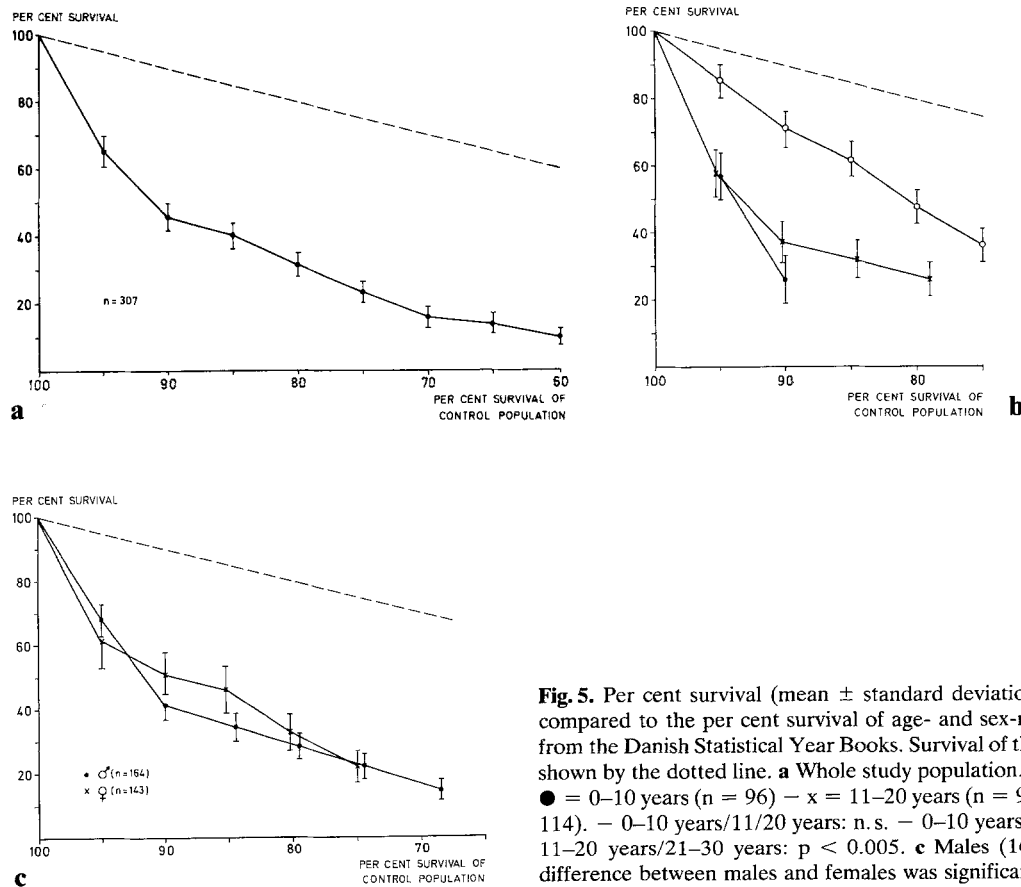 PER CENT SURVIVAL
100
80
60
40
20
n=307
100
90
80
70
60
PER CENT SURVIVAL OF
CONTROL POPULATION
a
PER CENT SURVIVAL
100
80
60
40
20
100
90
80
PER CENT SURVIVAL OF
CONTROL POPULATION
b
PER CENT SURVIVAL
100
80
60
40
20
● ♂ (n=164)
x ♀ (n=143)
100
90
80
70
PER CENT SURVIVAL OF
CONTROL POPULATION
c
Fig. 5. Per cent survival (mean ± standard deviation
compared to the per cent survival of age- and sex-
from the Danish Statistical Year Books. Survival of th
shown by the dotted line. a Whole study population.
● = 0–10 years (n = 96) – x = 11–20 years (n = 9
114). – 0–10 years/11/20 years: n. s. – 0–10 years
11–20 years/21–30 years: p < 0.005. c Males (16
difference between males and females was significa